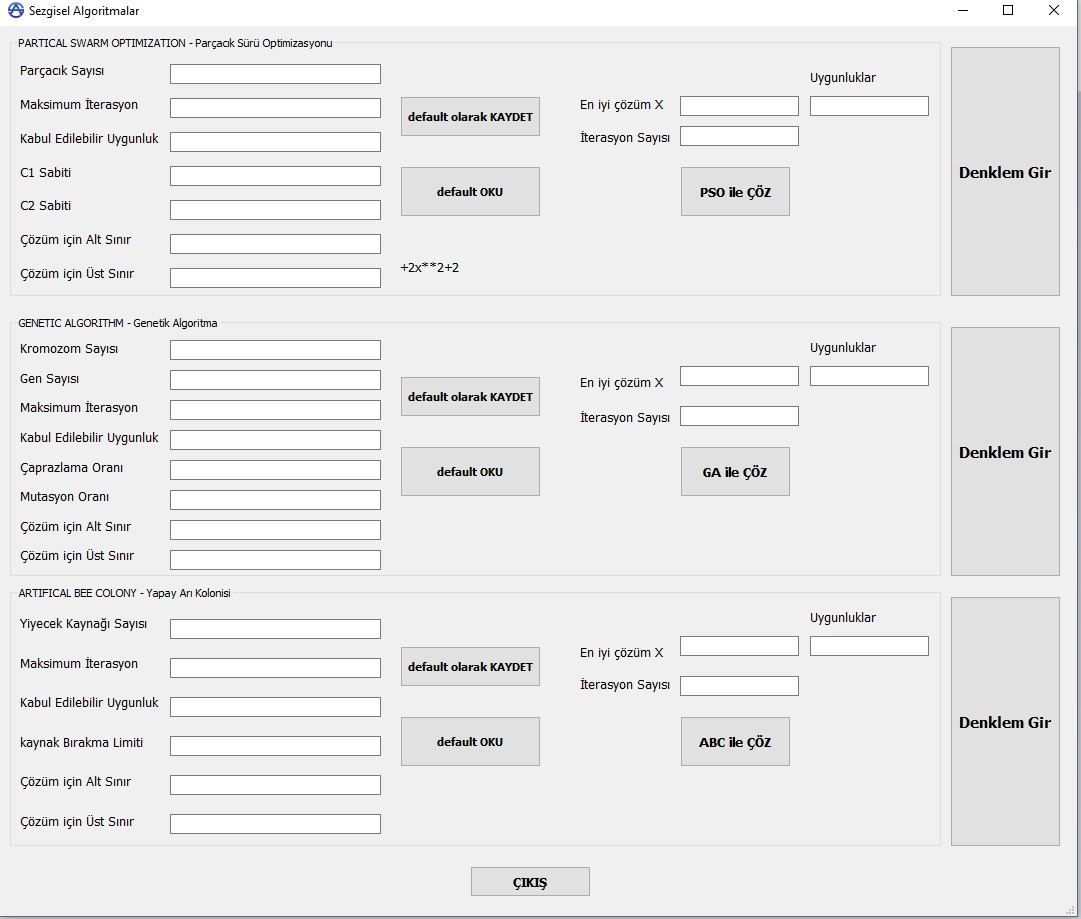 Sezgisel Algoritmalar
PARTICAL SWARM OPTIMIZATION - Parçacık Sürü Optimizasyonu
Parçacık Sayısı
Maksimum İterasyon
Kabul Edilebilir Uygunluk
C1 Sabiti
C2 Sabiti
Çözüm için Alt Sınır
Çözüm için Üst Sınır
default olarak KAYDET
default OKU
+2x**2+2
Uygunluklar
En iyi çözüm X
İterasyon Sayısı
PSO ile ÇÖZ
Denklem Gir
GENETIC ALGORITHM - Genetik Algoritma
Kromozom Sayısı
Gen Sayısı
Maksimum İterasyon
Kabul Edilebilir Uygunluk
Çaprazlama Oranı
Mutasyon Oranı
Çözüm için Alt Sınır
Çözüm için Üst Sınır
default olarak KAYDET
default OKU
Uygunluklar
En iyi çözüm X
İterasyon Sayısı
GA ile ÇÖZ
Denklem Gir
ARTIFICAL BEE COLONY - Yapay Arı Kolonisi
Yiyecek Kaynağı Sayısı
Maksimum İterasyon
Kabul Edilebilir Uygunluk
kaynak Bırakma Limiti
Çözüm için Alt Sınır
Çözüm için Üst Sınır
default olarak KAYDET
default OKU
Uygunluklar
En iyi çözüm X
İterasyon Sayısı
ABC ile ÇÖZ
Denklem Gir
ÇIKIŞ